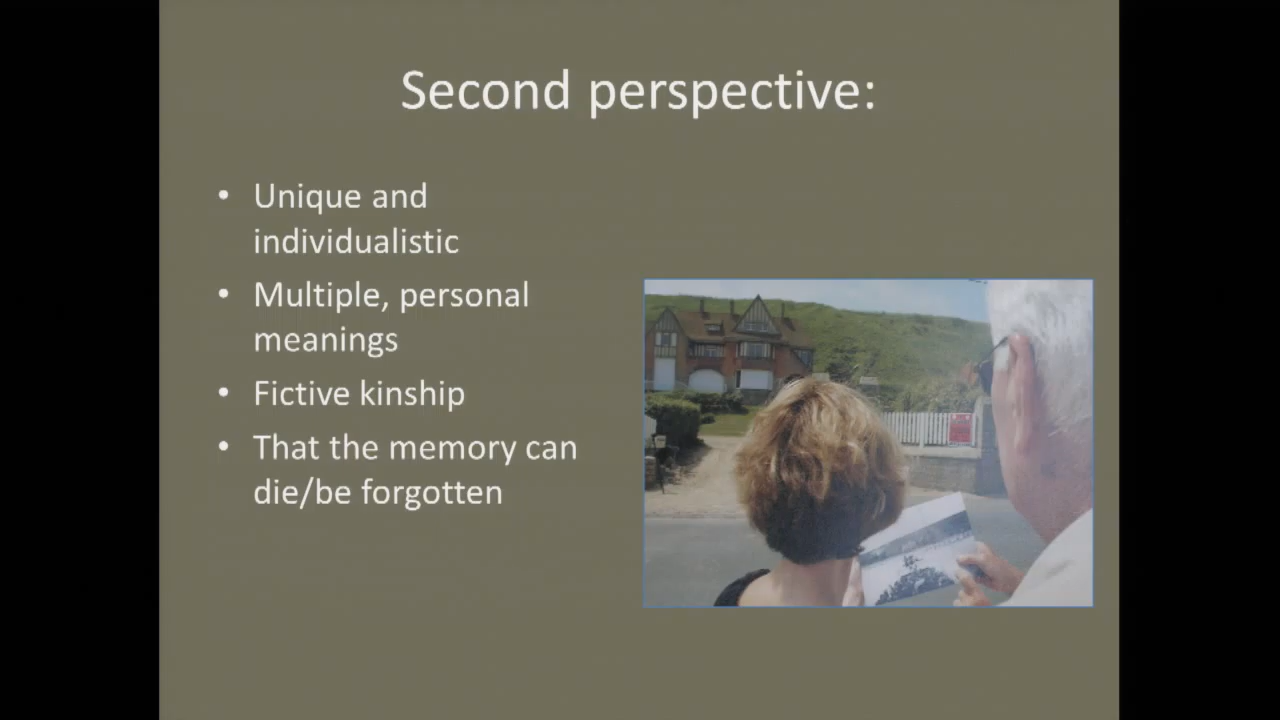 Second perspective:
• Unique and
individualistic
• Multiple, personal
meanings
• Fictive kinship
• That the memory can
die/be forgotten